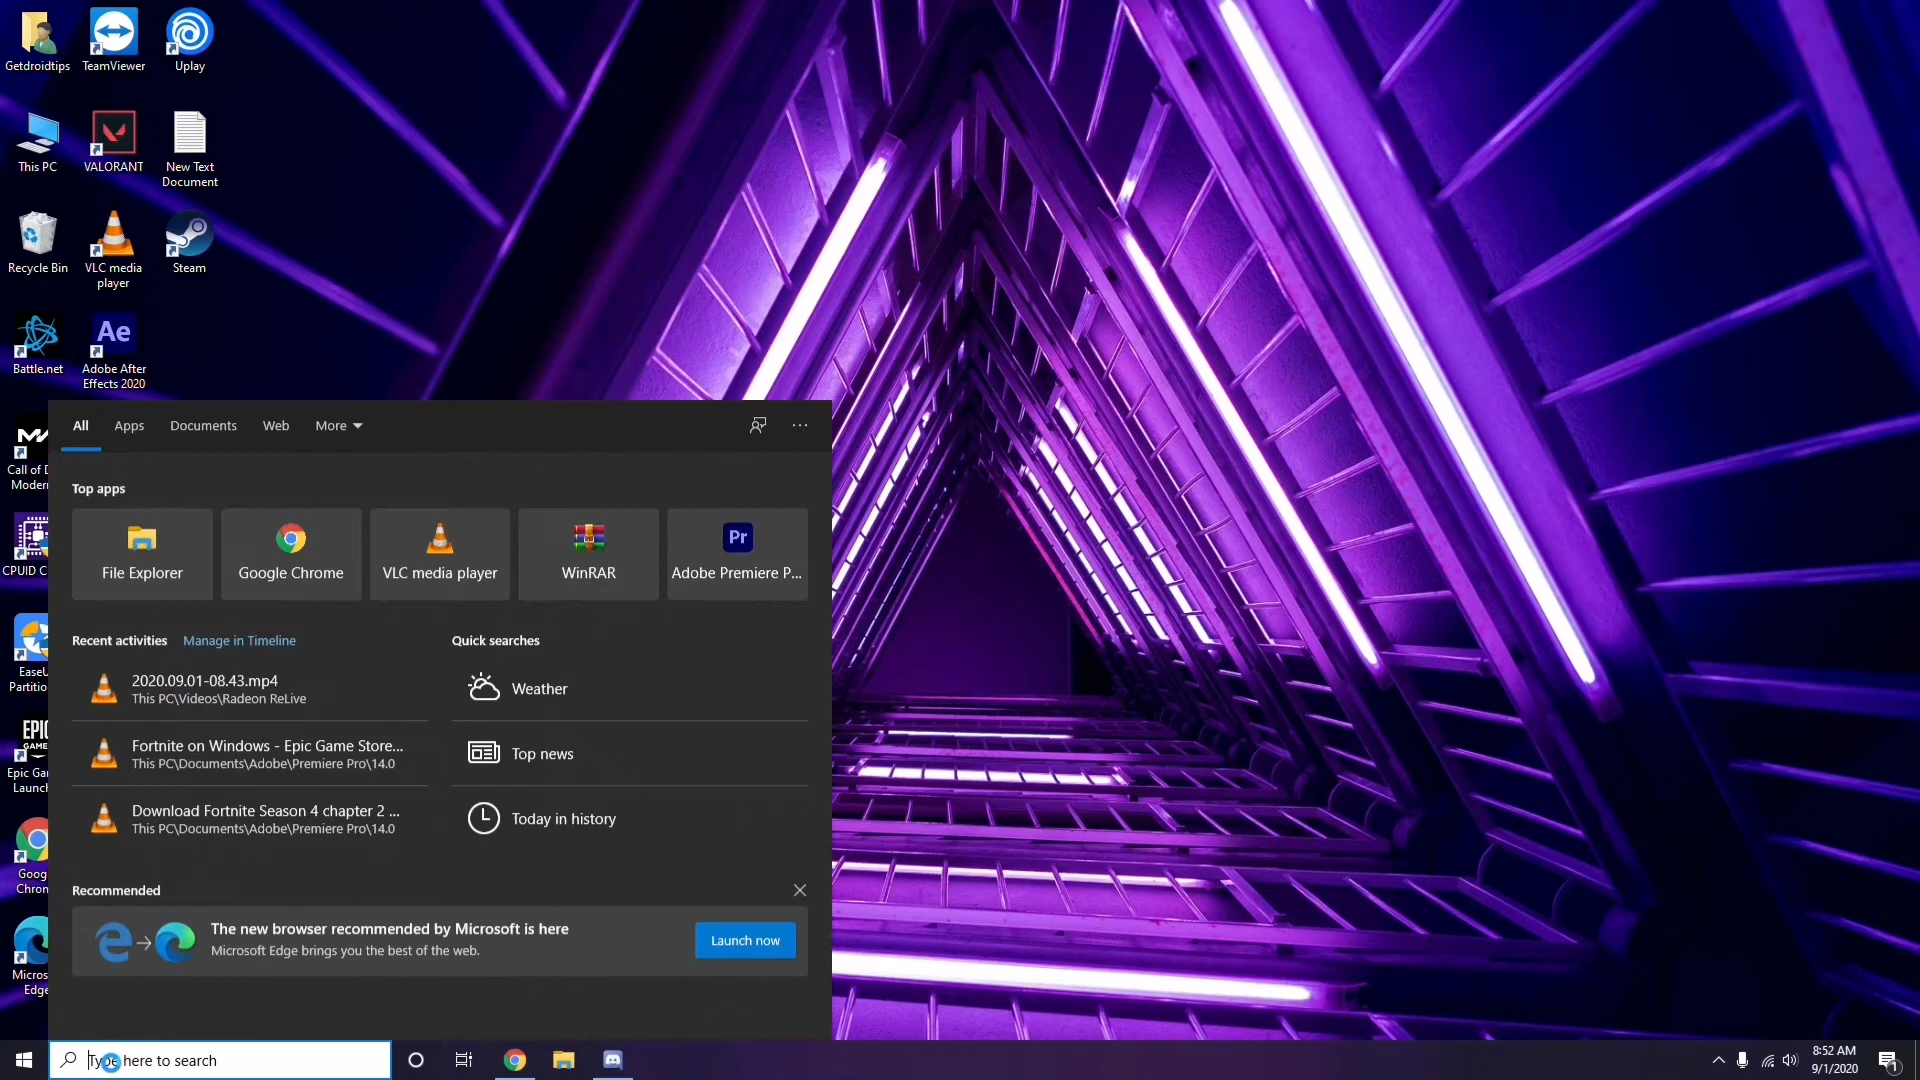 Getdroidtips
TeamViewer
Uplay
This PC
VALORANT
New Text
Document
Recycle Bin
VLC media
player
Steam
Battle.net
Ae
Adobe After
Effects 2020
Call of D
Modern
CPUID C
EaseU
Partitio
EPIC
GAME
Epic Ga
Launch
Goog
Chron
Micros
Edge
All
Apps
Documents
Web
More
Top apps
File Explorer
Google Chrome
VLC media player
WinRAR
Pr
Adobe Premiere P...
Recent activities
Manage in Timeline
2020.09.01-08.43.mp4
This PC\Videos\Radeon ReLive
Fortnite on Windows - Epic Game Store...
This PC\Documents\Adobe\Premiere Pro\14.0
Download Fortnite Season 4 chapter 2 ...
This PC\Documents\Adobe\Premiere Pro\14.0
Quick searches
Weather
Top news
Today in history
Recommended
The new browser recommended by Microsoft is here
Microsoft Edge brings you the best of the web.
Launch now
Type here to search
8:52 AM
9/1/2020
1